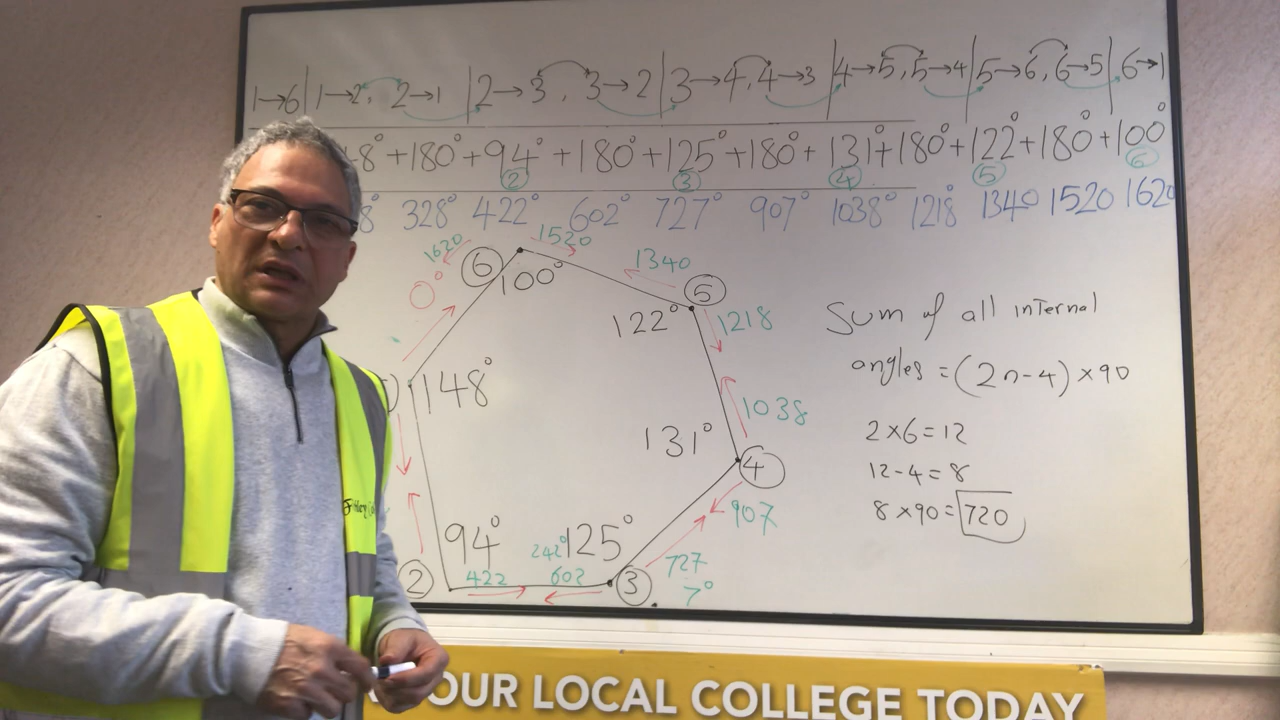 1→6 | 1→2, 2→1 | 2→3, 3→2 | 3→4, 4→3 | 4→5, 5→4 | 5→6, 6→5 | 6→1
48°+180°+94°+180°+125°+180°+131°+180°+122°+180°+100°
2 3 4 5 6
8° 328° 422° 602° 727° 907° 1038° 1218° 1340 1520 1620
1620 6 1520
0° 100° 1340 5
122° 1218
148°
1038
131°
4
907
94° 242° 125°
2 422 602 3 727
7°
Sum of all internal
angles = (2n-4)×90
2×6=12
12-4=8
8×90=720
OUR LOCAL COLLEGE TODAY